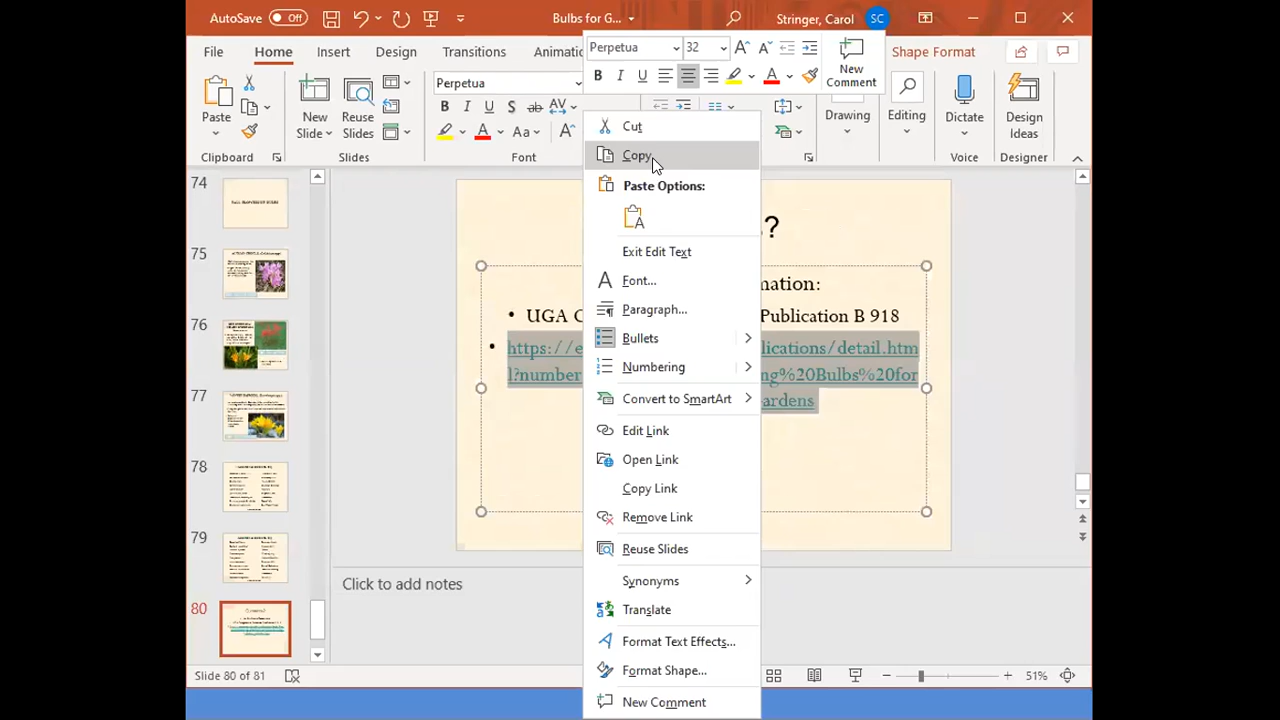 AutoSave Off
Bulbs for G...
Stringer, Carol SC
File Home Insert Design Transitions Animatio Shape Format
Perpetua 32
New Comment
Paste
New Slide
Reuse Slides
Perpetua
B I U S ab AV
Aa A
Drawing
Editing
Dictate
Design Ideas
Clipboard Slides Font Voice Designer
Cut
Copy
Paste Options:
Exit Edit Text
Font...
Paragraph...
Bullets
Numbering
Convert to SmartArt
Edit Link
Open Link
Copy Link
Remove Link
Reuse Slides
Synonyms
Translate
Format Text Effects...
Format Shape...
New Comment
74
75
76
77
78
79
80
?
mation:
• UGA C Publication B 918
• https://e lications/detail.htm
l?number ng%20Bulbs%20for
ardens
Click to add notes
Slide 80 of 81
51%